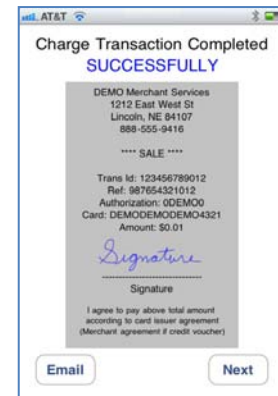 AT&T
Charge Transaction Completed
SUCCESSFULLY
DEMO Merchant Services
1212 East West St
Lincoln, NE 84107
888-555-9416
**** SALE ****
Trans Id: 123456789012
Ref: 987654321012
Authorization: 0DEMO0
Card: DEMODEMODEMO4321
Amount: $0.01
Signature
Signature
I agree to pay above total amount
according to card issuer agreement
(Merchant agreement if credit voucher)
Email Next